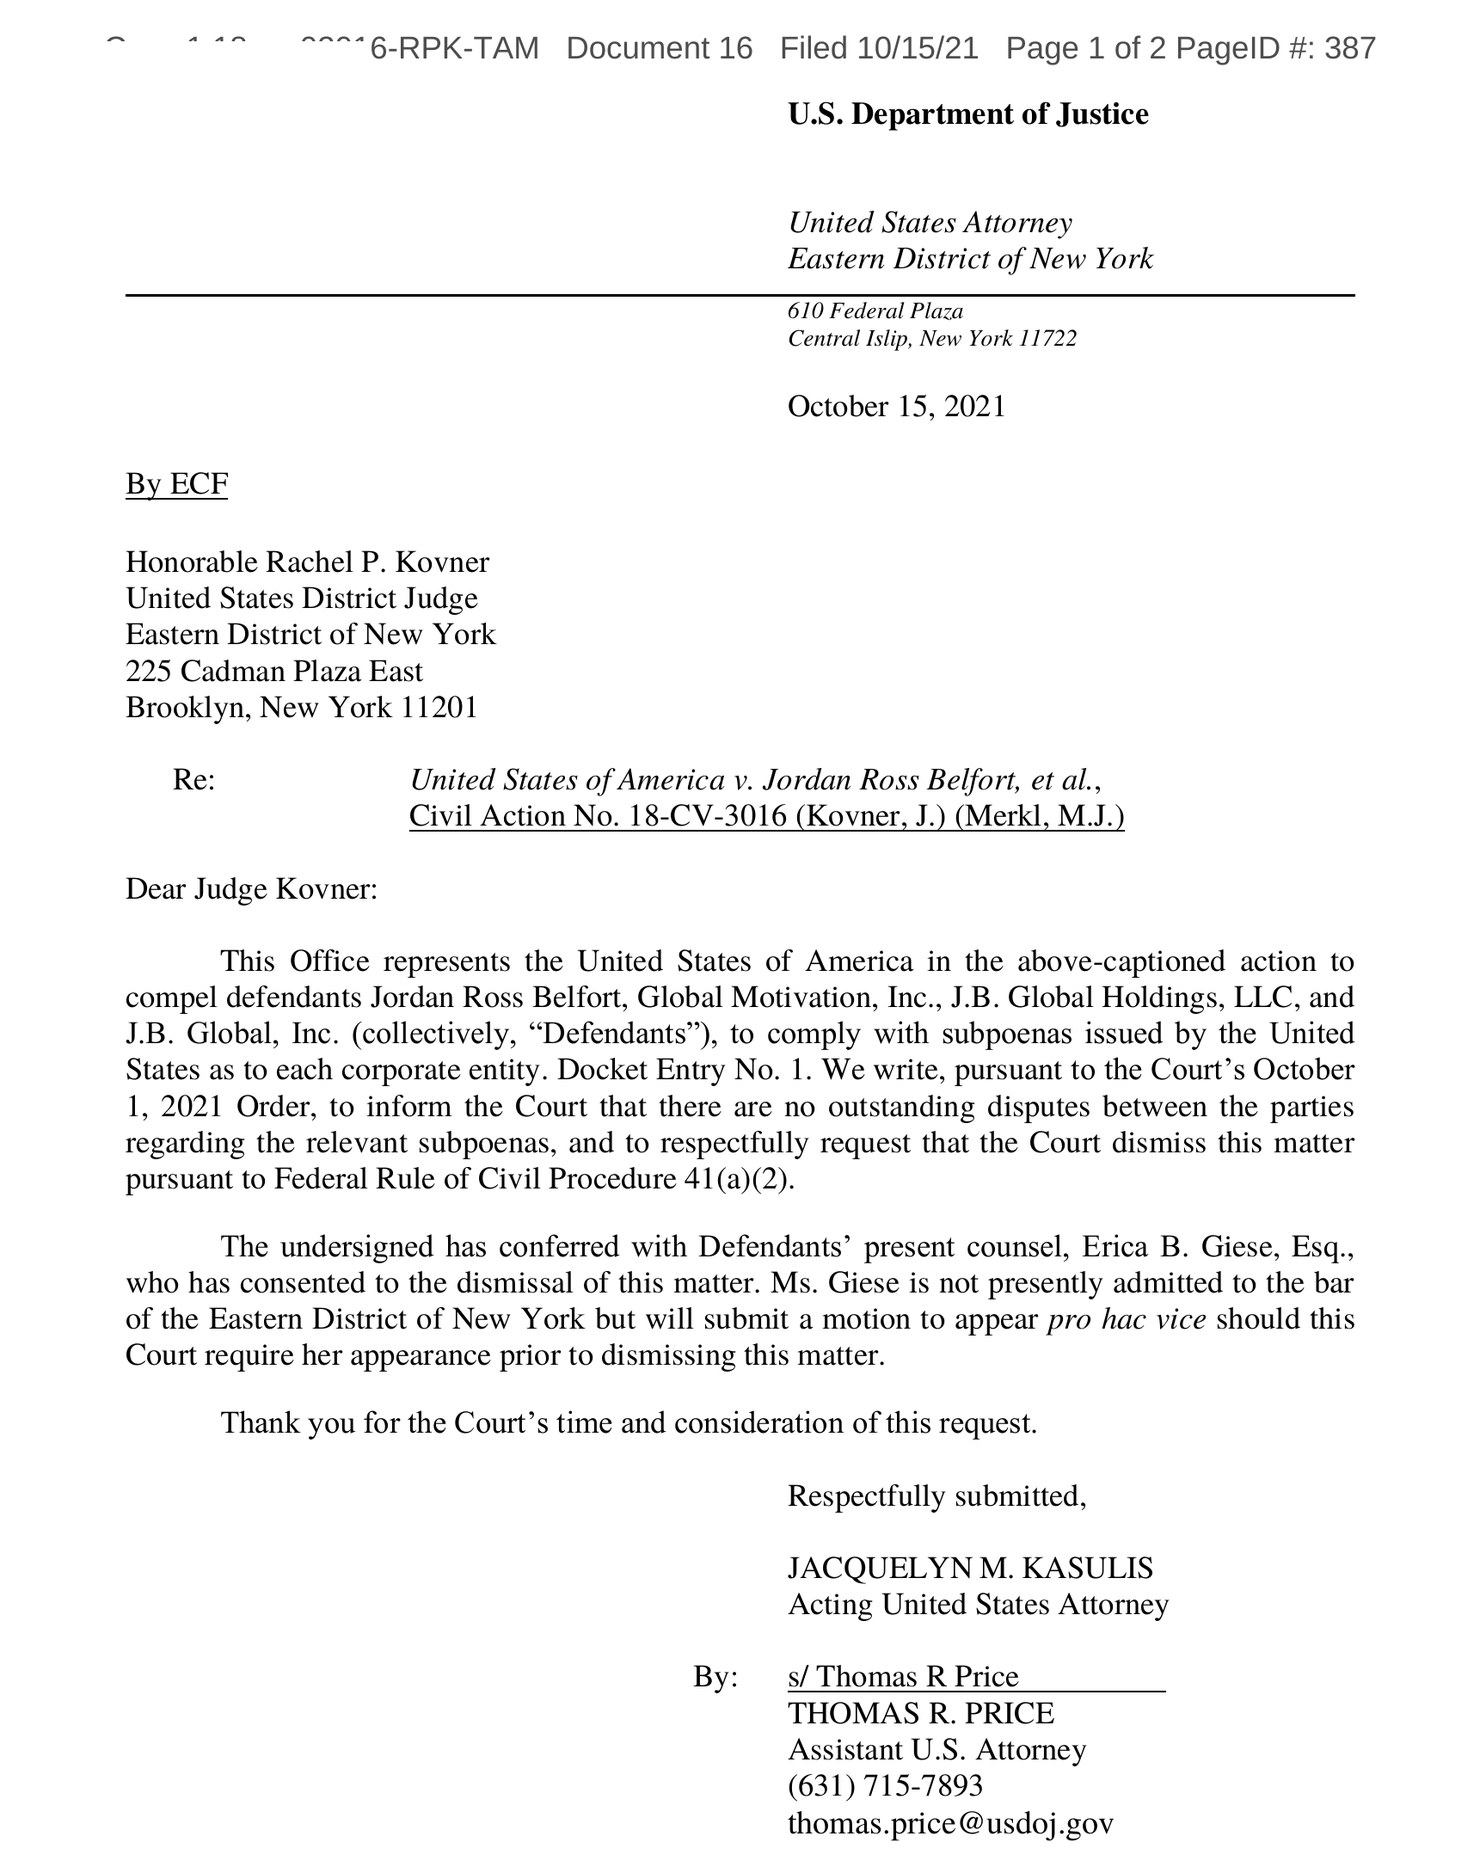 6-RPK-TAM Document 16 Filed 10/15/21 Page 1 of 2 PageID #: 387
U.S. Department of Justice
United States Attorney
Eastern District of New York
610 Federal Plaza
Central Islip, New York 11722
October 15, 2021
By ECF
Honorable Rachel P. Kovner
United States District Judge
Eastern District of New York
225 Cadman Plaza East
Brooklyn, New York 11201
Re: United States of America v. Jordan Ross Belfort, et al.,
Civil Action No. 18-CV-3016 (Kovner, J.) (Merkl, M.J.)
Dear Judge Kovner:
This Office represents the United States of America in the above-captioned action to
compel defendants Jordan Ross Belfort, Global Motivation, Inc., J.B. Global Holdings, LLC, and
J.B. Global, Inc. (collectively, “Defendants”), to comply with subpoenas issued by the United
States as to each corporate entity. Docket Entry No. 1. We write, pursuant to the Court’s October
1, 2021 Order, to inform the Court that there are no outstanding disputes between the parties
regarding the relevant subpoenas, and to respectfully request that the Court dismiss this matter
pursuant to Federal Rule of Civil Procedure 41(a)(2).
The undersigned has conferred with Defendants’ present counsel, Erica B. Giese, Esq.,
who has consented to the dismissal of this matter. Ms. Giese is not presently admitted to the bar
of the Eastern District of New York but will submit a motion to appear pro hac vice should this
Court require her appearance prior to dismissing this matter.
Thank you for the Court’s time and consideration of this request.
Respectfully submitted,
JACQUELYN M. KASULIS
Acting United States Attorney
By: s/ Thomas R Price
THOMAS R. PRICE
Assistant U.S. Attorney
(631) 715-7893
thomas.price@usdoj.gov